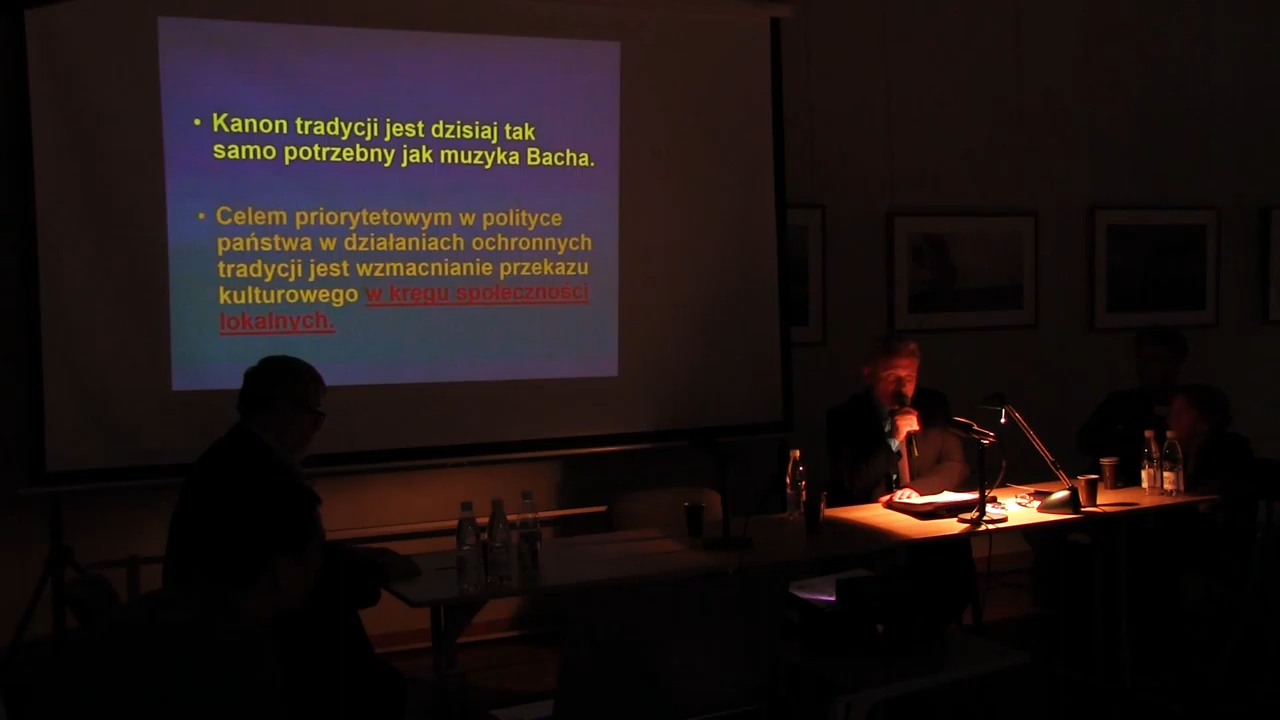 • Kanon tradycji jest dzisiaj tak
samo potrzebny jak muzyka Bacha.
• Celem priorytetowym w polityce
państwa w działaniach ochronnych
tradycji jest wzmacnianie przekazu
kulturowego w kręgu społeczności
lokalnych.